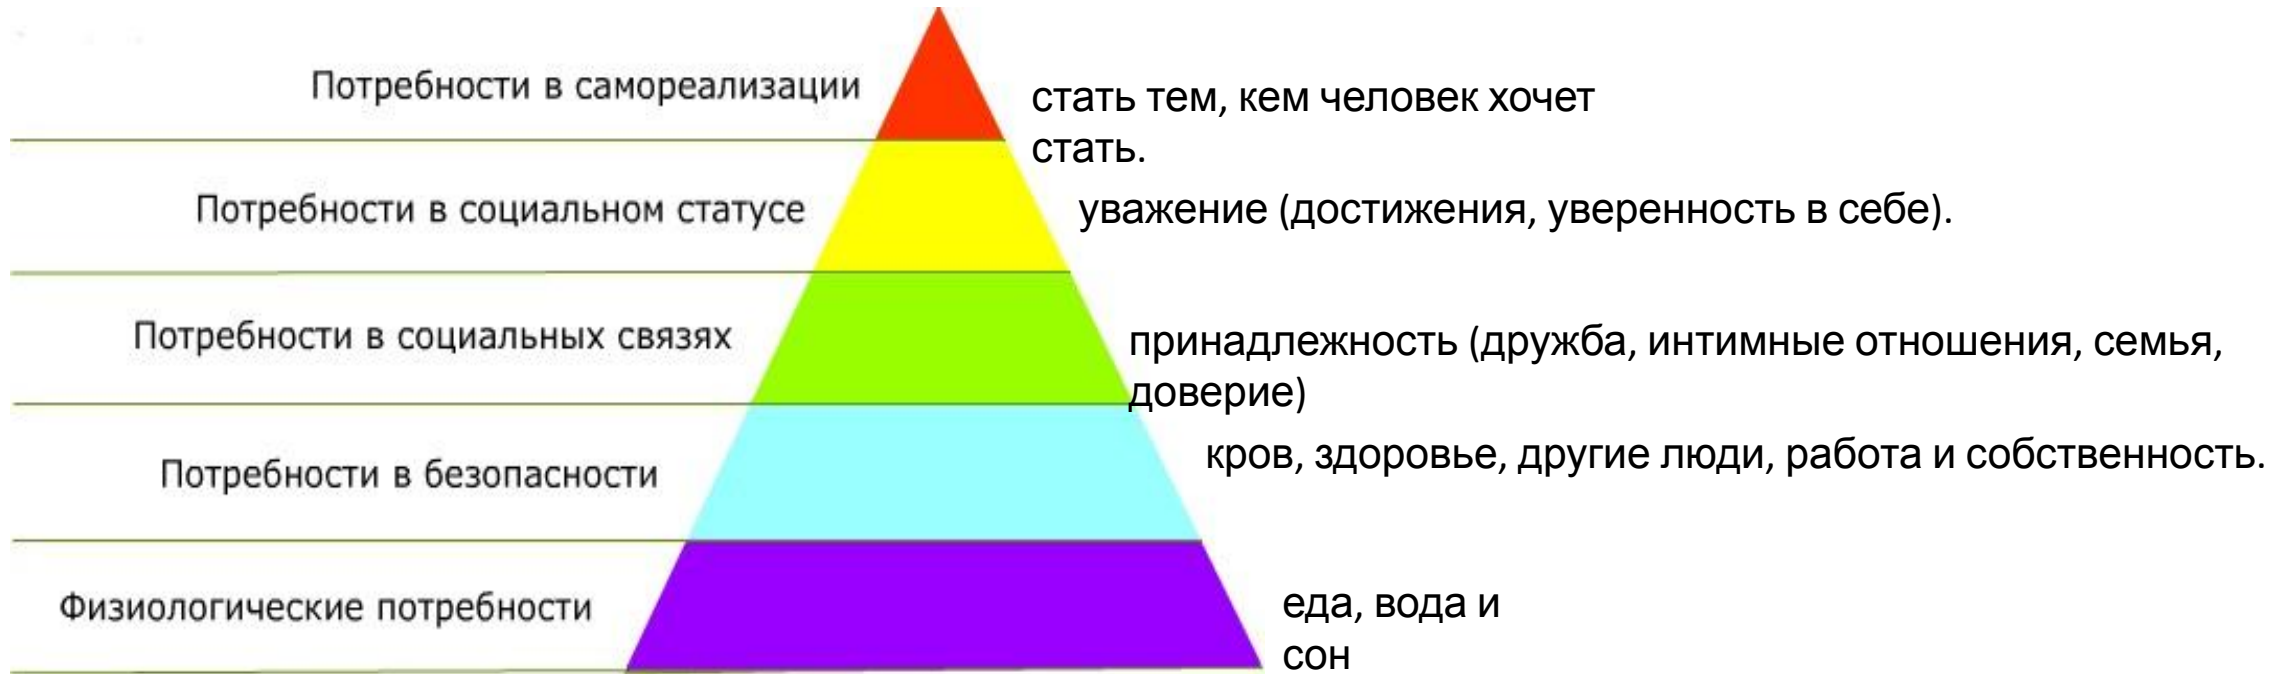 Потребности в самореализации
стать тем, кем человек хочет
стать.
Потребности в социальном статусе
уважение (достижения, уверенность в себе).
Потребности в социальных связях
принадлежность (дружба, интимные отношения, семья,
доверие)
Потребности в безопасности
кров, здоровье, другие люди, работа и собственность.
Физиологические потребности
еда, вода и
сон